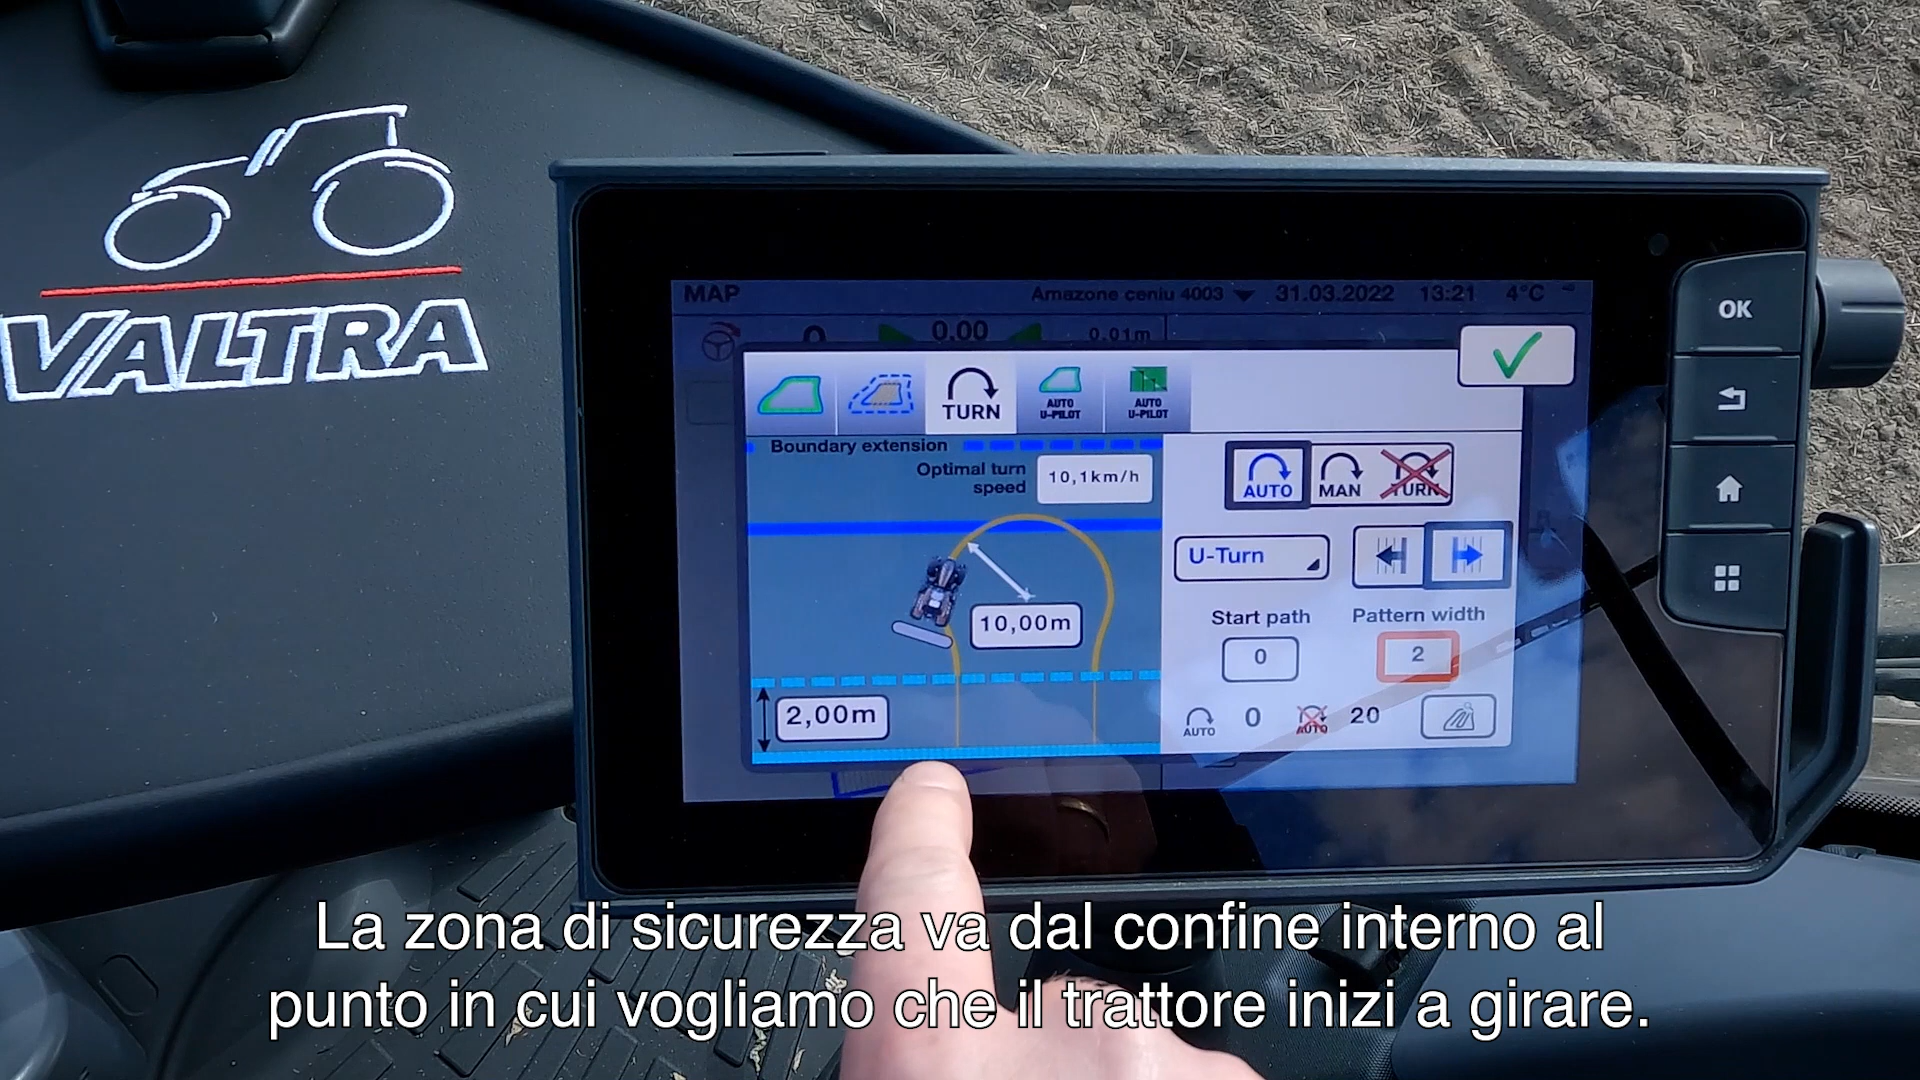 VALTRA
MAP
Amazone ceniu 4003
31.03.2022
13:21
4°C
0
0.00
0.01m
TURN
AUTO
U-PILOT
AUTO
U-PILOT
Boundary extension
Optimal turn
speed
10,1km/h
10,00m
2,00m
AUTO
MAN
TURN
U-Turn
Start path
Pattern width
0
2
AUTO
0
AUTO
20
OK
La zona di sicurezza va dal confine interno al
punto in cui vogliamo che il trattore inizi a girare.